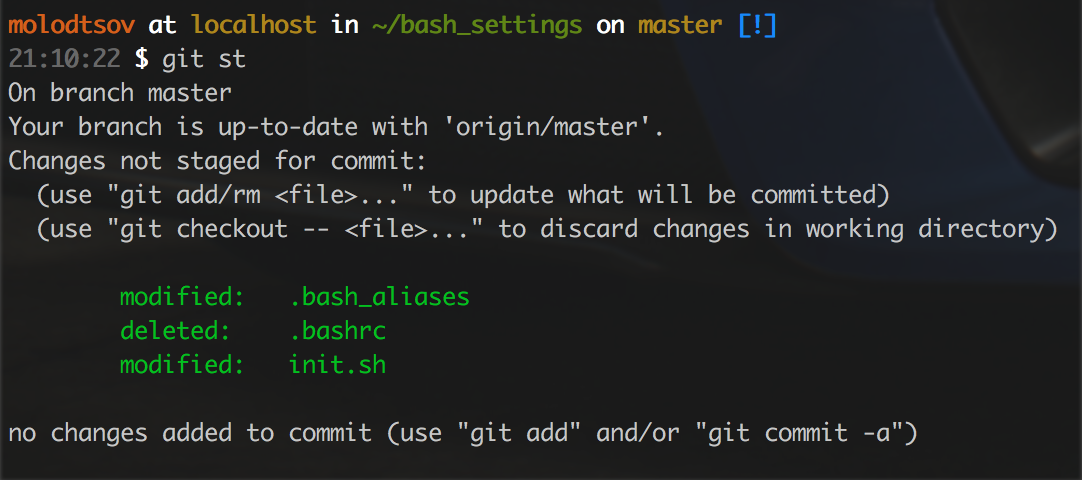 molodtsov at localhost in ~/bash_settings on master [!]
21:10:22 $ git st
On branch master
Your branch is up-to-date with 'origin/master'.
Changes not staged for commit:
  (use "git add/rm <file>..." to update what will be committed)
  (use "git checkout -- <file>..." to discard changes in working directory)
        modified:   .bash_aliases
        deleted:    .bashrc
        modified:   init.sh
no changes added to commit (use "git add" and/or "git commit -a")